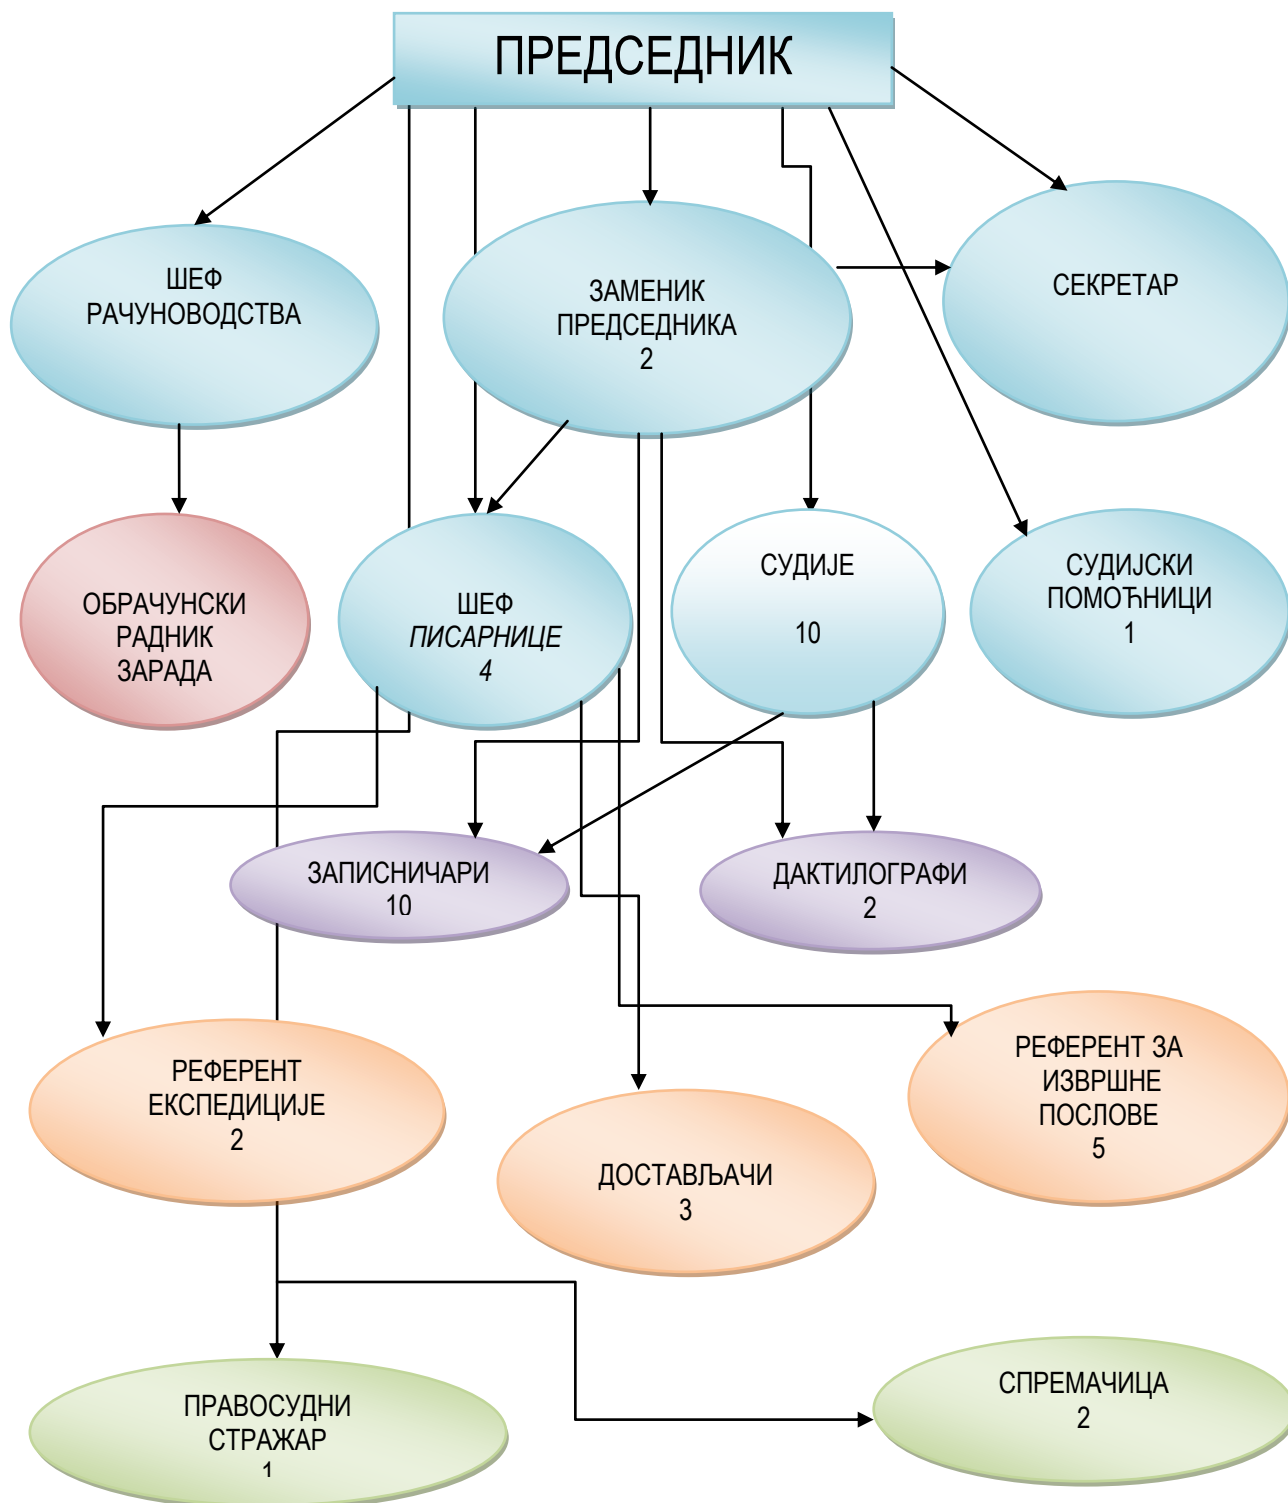 ПРЕДСЕДНИК
ШЕФ
РАЧУНОВОДСТВА
ЗАМЕНИК
ПРЕДСЕДНИКА
2
СЕКРЕТАР
ОБРАЧУНСКИ
РАДНИК
ЗАРАДА
ШЕФ
ПИСАРНИЦЕ
4
СУДИЈЕ
10
СУДИЈСКИ
ПОМОЋНИЦИ
1
ЗАПИСНИЧАРИ
10
ДАКТИЛОГРАФИ
2
РЕФЕРЕНТ
ЕКСПЕДИЦИЈЕ
2
ДОСТАВЉАЧИ
3
РЕФЕРЕНТ ЗА
ИЗВРШНЕ
ПОСЛОВЕ
5
ПРАВОСУДНИ
СТРАЖАР
1
СПРЕМАЧИЦА
2